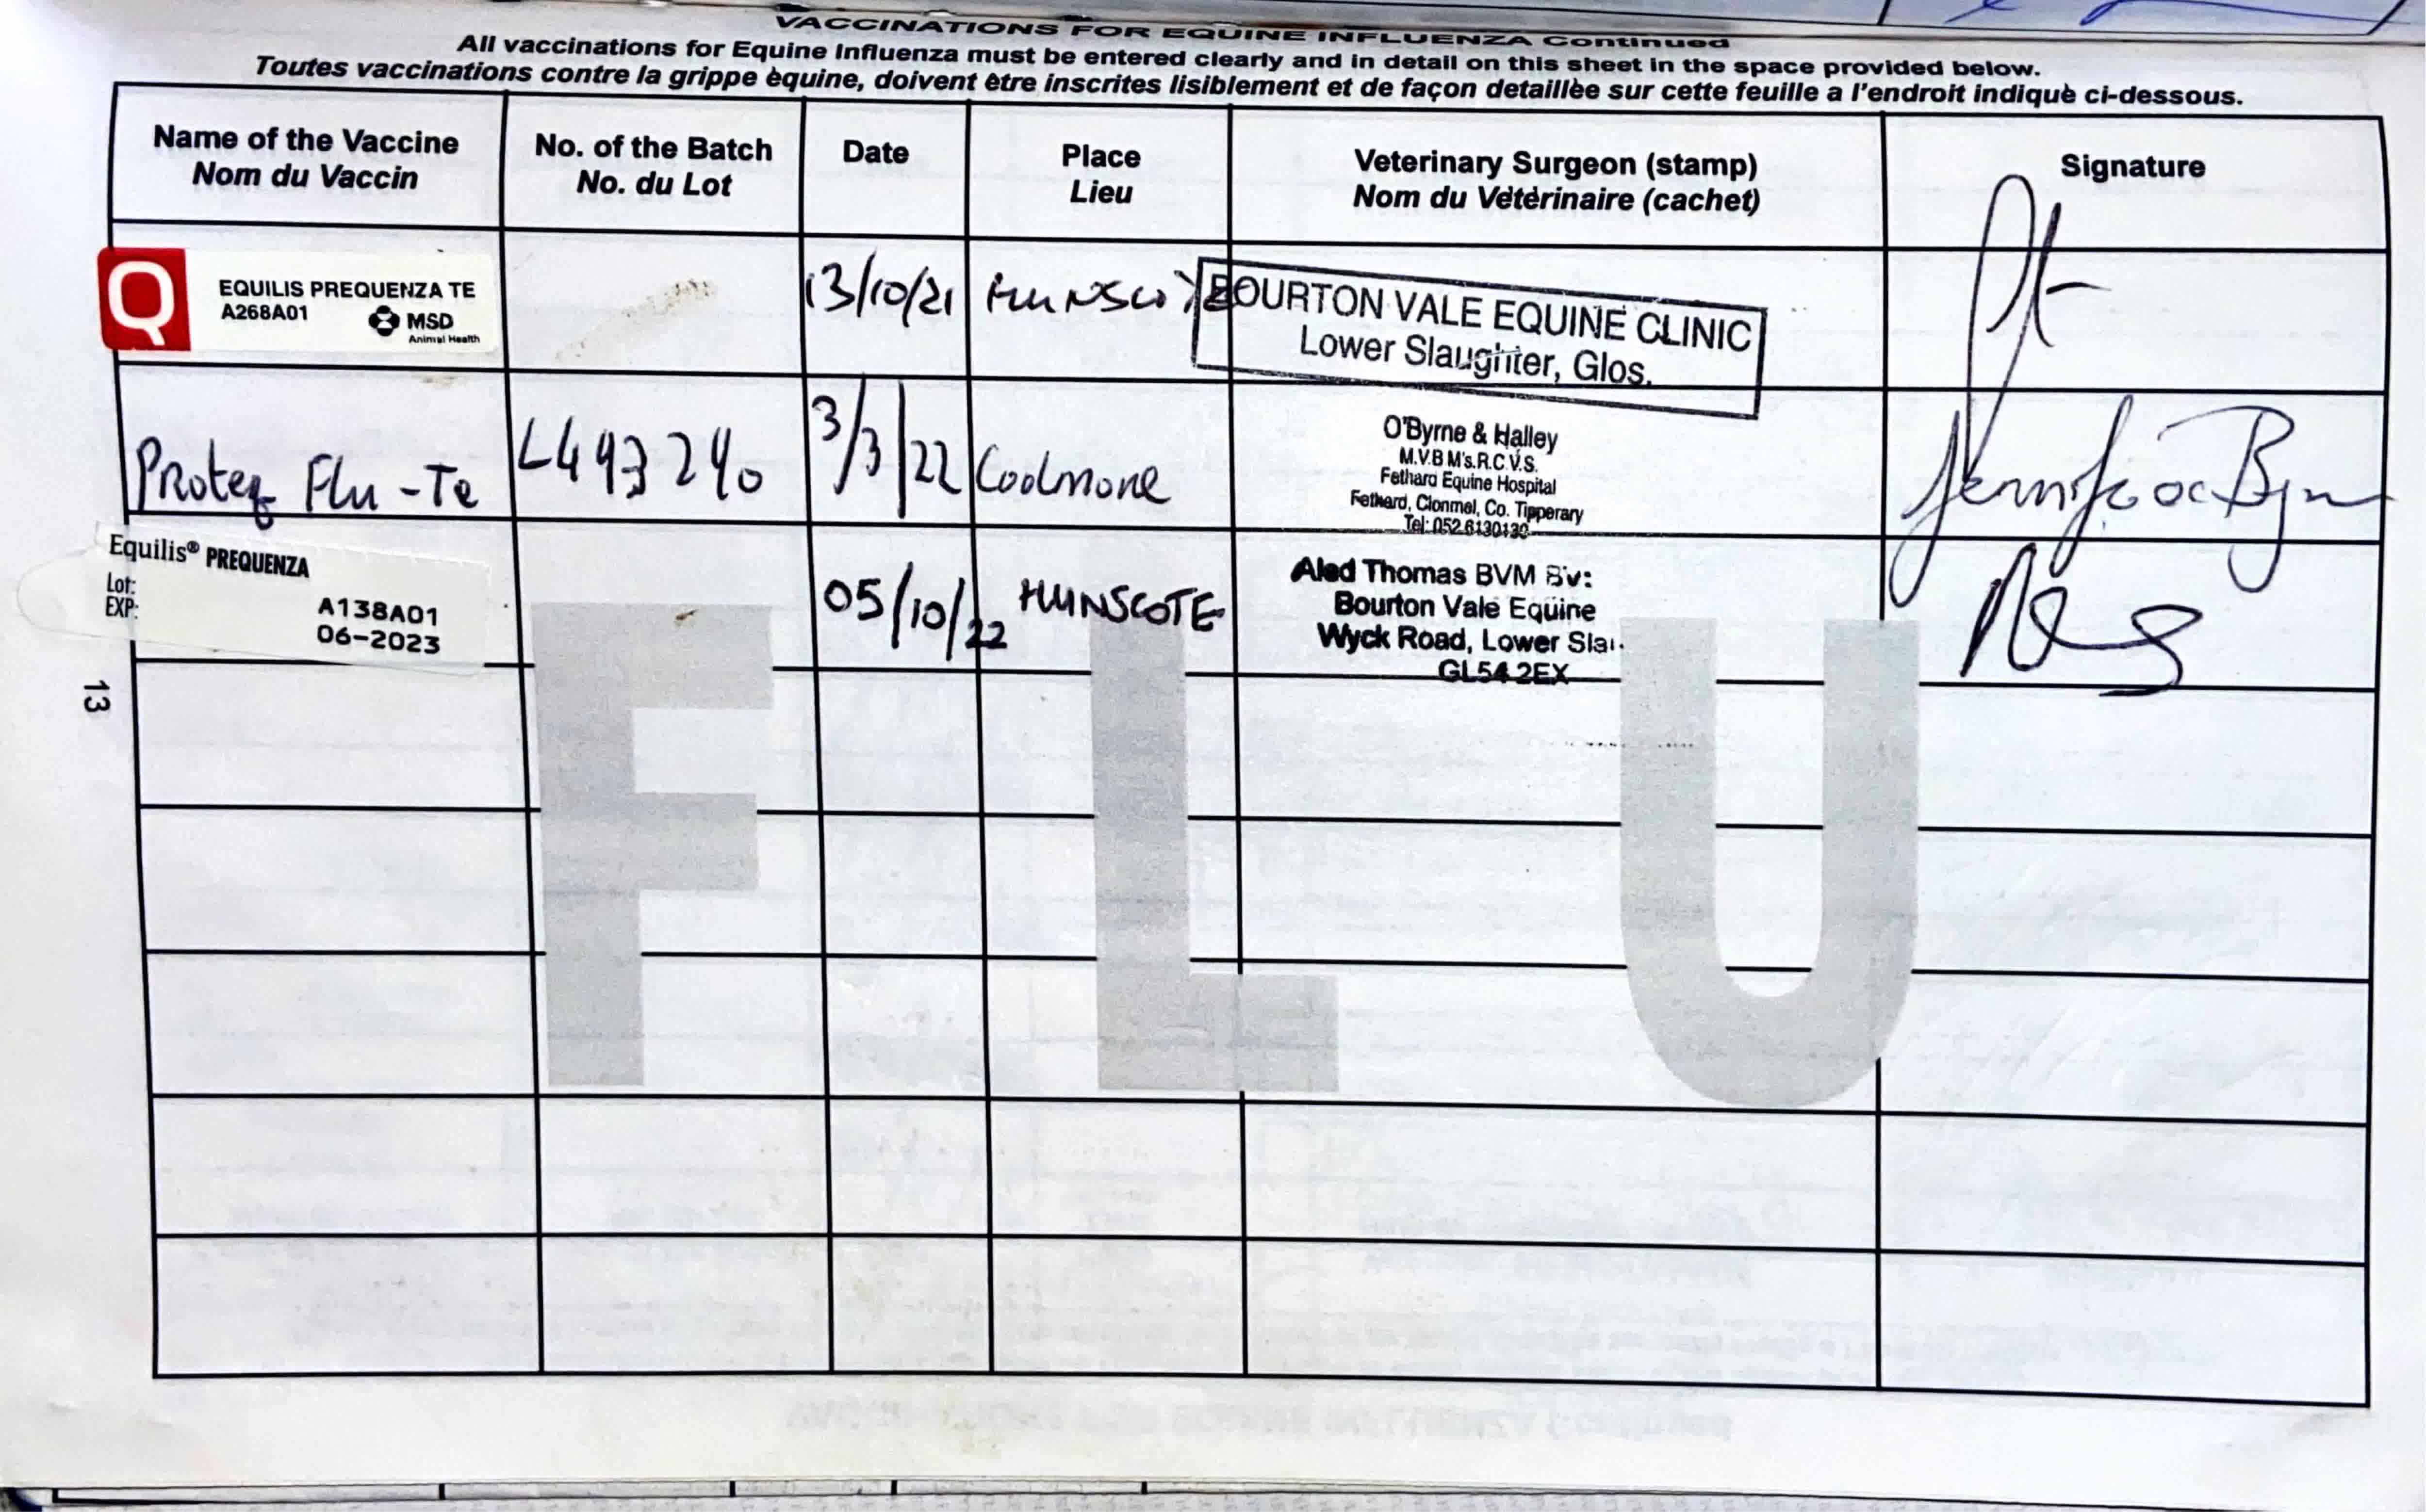 VACCINATIONS FOR EQUINE INFLUENZA Continued
All vaccinations for Equine Influenza must be entered clearly and in detail on this sheet in the space provided below.
Toutes vaccinations contre la grippe èquine, doivent ètre inscrites lisiblement et de façon detaillèe sur cette feuille a l'endroit indiquè ci-dessous.
Name of the Vaccine
Nom du Vaccin
No. of the Batch
No. du Lot
Date
Place
Lieu
Veterinary Surgeon (stamp)
Nom du Vetèrinaire (cachet)
Signature
Q
EQUILIS PREQUENZA TE
A268A01
MSD
Animal Health
13/10/21
BOURTON VALE EQUINE CLINIC
Lower Slaughter, Glos.
Proteq Flu-Te
L493240
3/3/22
Coolmore
O'Byrne & Halley
M.V.B M's.R.C.V.S.
Fethard Equine Hospital
Fethard, Clonmel, Co. Tipperary
Tel: 052 6130130
Equilis® PREQUENZA
Lot: A138A01
EXP: 06-2023
05/10/22
HUNSCOTE
Aled Thomas BVM
Bourton Vale Equine
Wyck Road, Lower
GL54 2EX
FLU
13